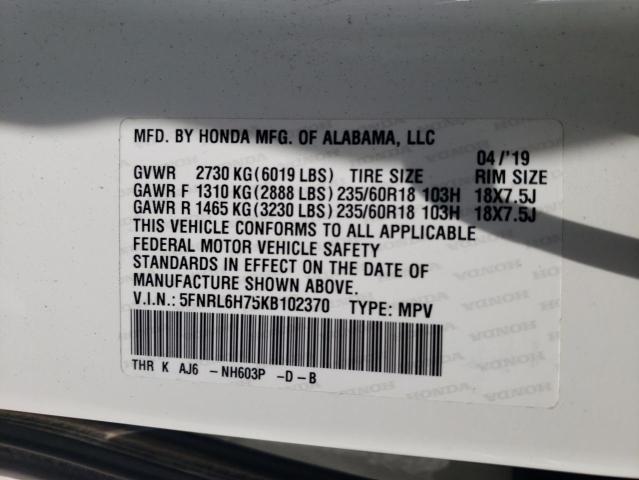 MFD. BY HONDA MFG. OF ALABAMA, LLC
04/'19
GVWR 2730 KG(6019 LBS) TIRE SIZE RIM SIZE
GAWR F 1310 KG(2888 LBS) 235/60R18 103H 18X7.5J
GAWR R 1465 KG(3230 LBS) 235/60R18 103H 18X7.5J
THIS VEHICLE CONFORMS TO ALL APPLICABLE
FEDERAL MOTOR VEHICLE SAFETY
STANDARDS IN EFFECT ON THE DATE OF
MANUFACTURE SHOWN ABOVE.
V.I.N.: 5FNRL6H75KB102370 TYPE: MPV
THR K AJ6 -NH603P -D-B